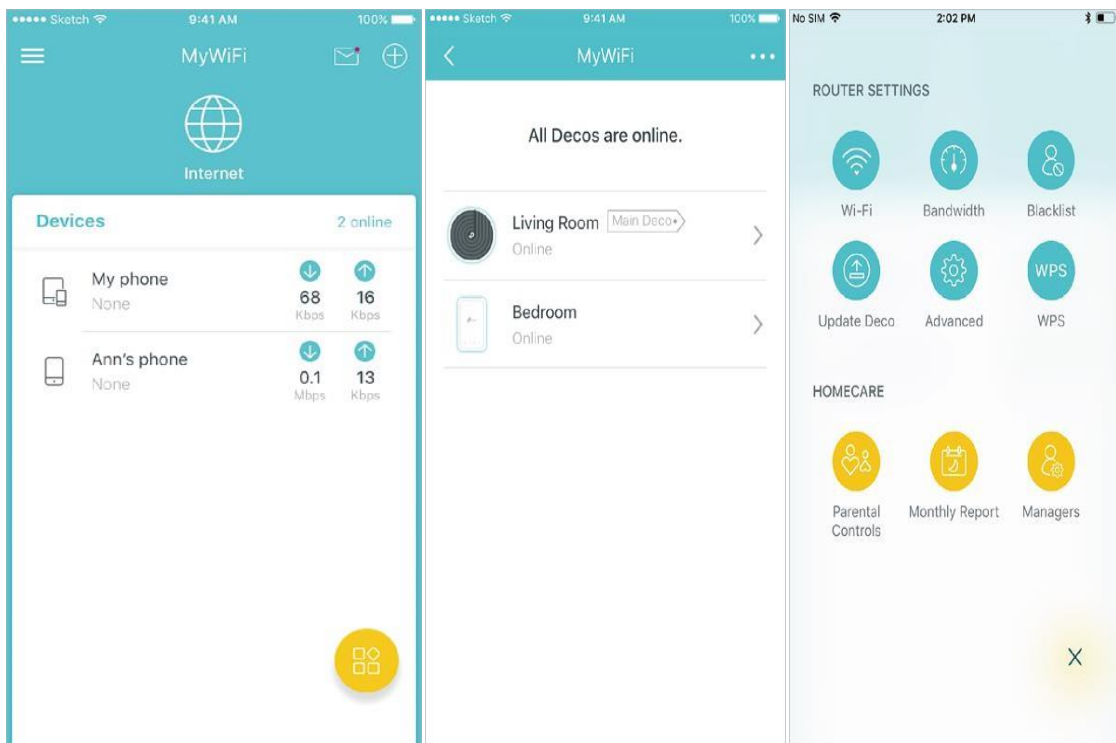 Sketch 9:41 AM 100%
MyWiFi
Internet
Devices 2 online
My phone
None
68 16
Kbps Kbps
Ann's phone
None
0.1 13
Mbps Kbps
Sketch 9:41 AM 100%
MyWiFi
All Decos are online.
Living Room Main Deco
Online
Bedroom
Online
No SIM 2:02 PM
ROUTER SETTINGS
Wi-Fi Bandwidth Blacklist
WPS
Update Deco Advanced WPS
HOMECARE
Parental Controls
Monthly Report
Managers
X